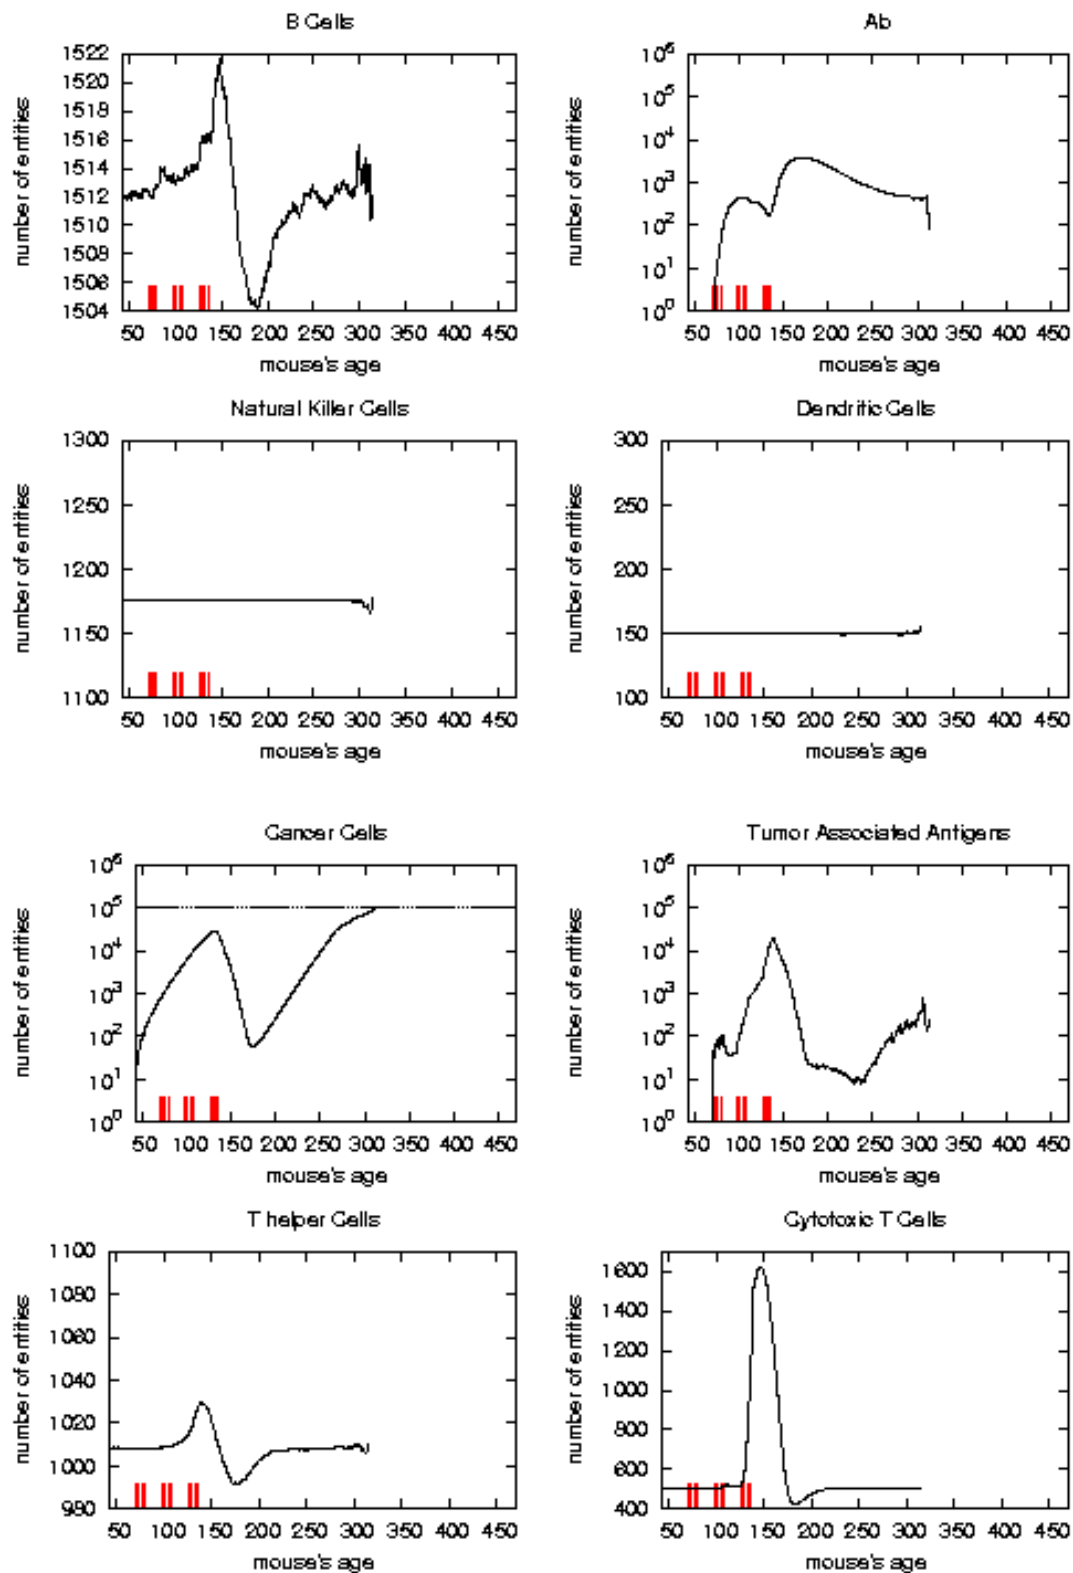 B Cells
number of entities
1522
1520
1518
1516
1514
1512
1510
1508
1506
1504
50 100 150 200 250 300 350 400 450
mouse's age
Ab
number of entities
10^6
10^5
10^4
10^3
10^2
10^1
10^0
50 100 150 200 250 300 350 400 450
mouse's age
Natural Killer Cells
number of entities
1300
1250
1200
1150
1100
50 100 150 200 250 300 350 400 450
mouse's age
Dendritic Cells
number of entities
300
250
200
150
100
50 100 150 200 250 300 350 400 450
mouse's age
Cancer Cells
number of entities
10^6
10^5
10^4
10^3
10^2
10^1
10^0
50 100 150 200 250 300 350 400 450
mouse's age
Tumor Associated Antigens
number of entities
10^6
10^5
10^4
10^3
10^2
10^1
10^0
50 100 150 200 250 300 350 400 450
mouse's age
T helper Cells
number of entities
1100
1080
1060
1040
1020
1000
980
50 100 150 200 250 300 350 400 450
mouse's age
Cytotoxic T Cells
number of entities
1600
1400
1200
1000
800
600
400
50 100 150 200 250 300 350 400 450
mouse's age